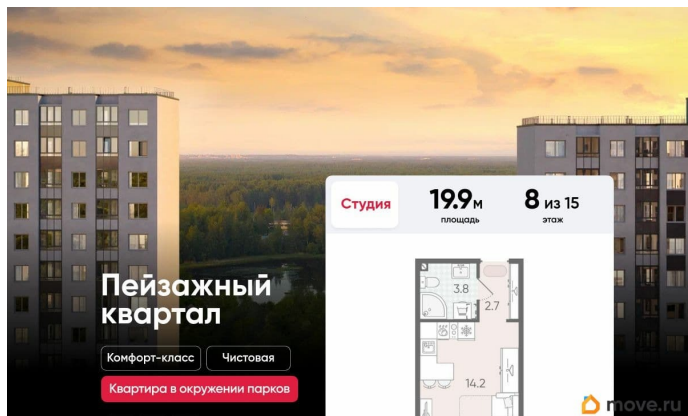 Студия
19.9 м
площадь
8 из 15
этаж
3.8
2.7
14.2
Пейзажный
квартал
Комфорт-класс
Чистовая
Квартира в окружении парков
move.ru